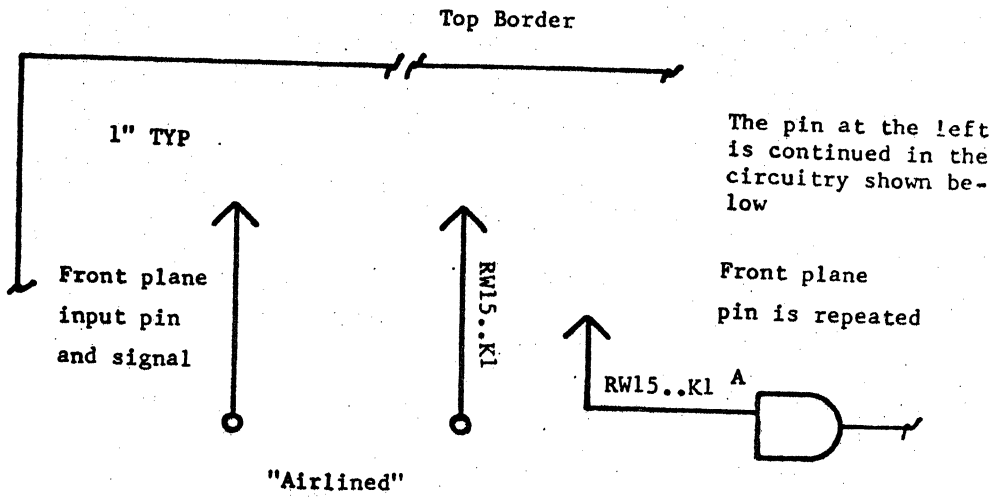 Top Border
1" TYP
The pin at the left
is continued in the
circuitry shown be-
low
Front plane
input pin
and signal
RW15..K1
Front plane
pin is repeated
RW15..K1 A
"Airlined"